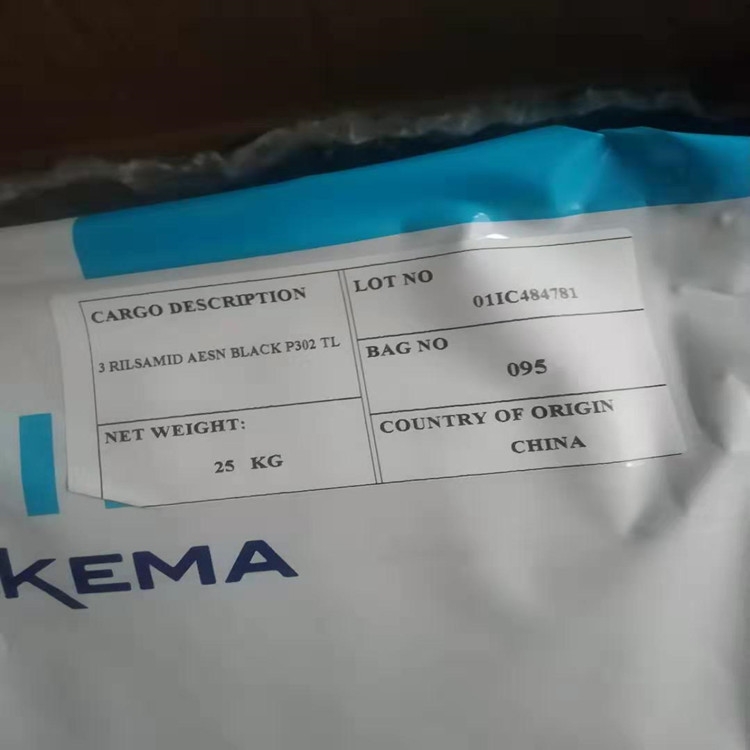 CARGO DESCRIPTION
3 RILSAMID AESN BLACK P302 TL
NET WEIGHT:
25 KG
LOT NO
01IC484781
BAG NO
095
COUNTRY OF ORIGIN
CHINA
KEMA